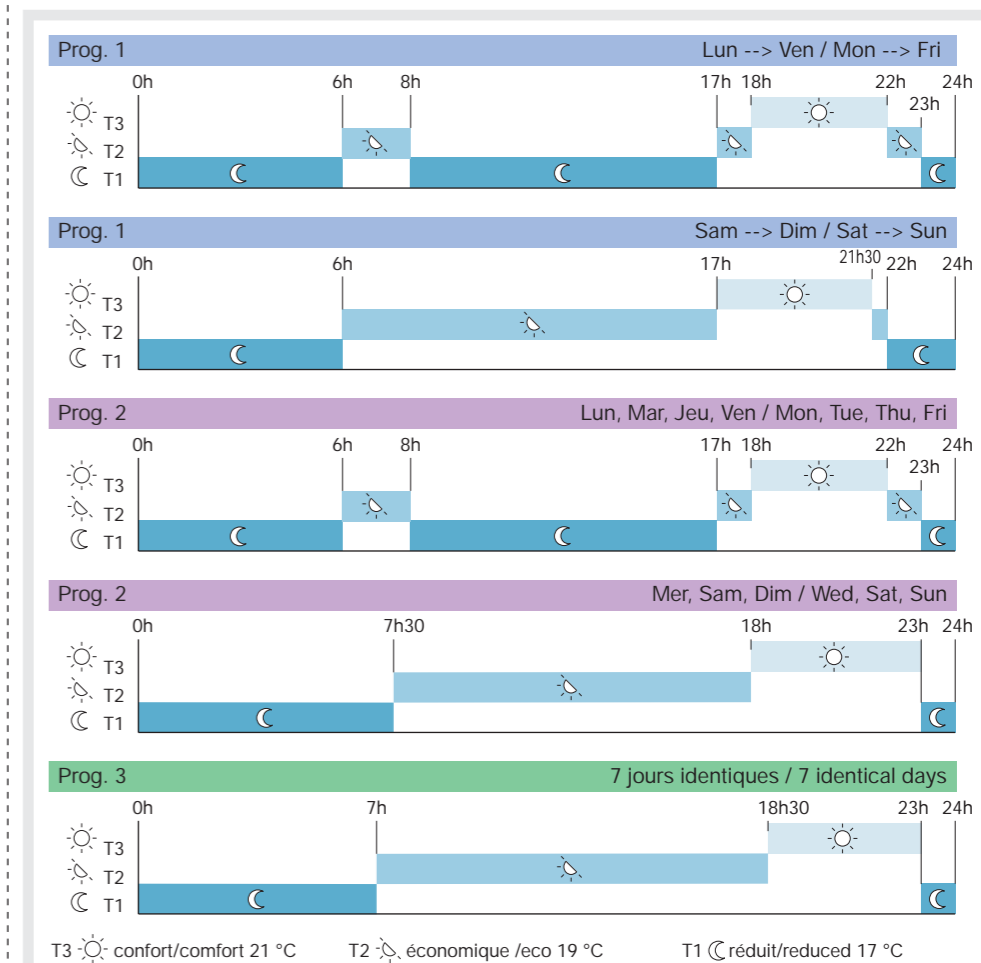 Prog. 1 Lun --> Ven / Mon --> Fri
0h 6h 8h 17h 18h 22h 24h
23h
T3
T2
T1
Prog. 1 Sam --> Dim / Sat --> Sun
0h 6h 17h 21h30 22h 24h
T3
T2
T1
Prog. 2 Lun, Mar, Jeu, Ven / Mon, Tue, Thu, Fri
0h 6h 8h 17h 18h 22h 24h
23h
T3
T2
T1
Prog. 2 Mer, Sam, Dim / Wed, Sat, Sun
0h 7h30 18h 23h 24h
T3
T2
T1
Prog. 3 7 jours identiques / 7 identical days
0h 7h 18h30 23h 24h
T3
T2
T1
T3 confort/comfort 21 °C T2 économique /eco 19 °C T1 réduit/reduced 17 °C